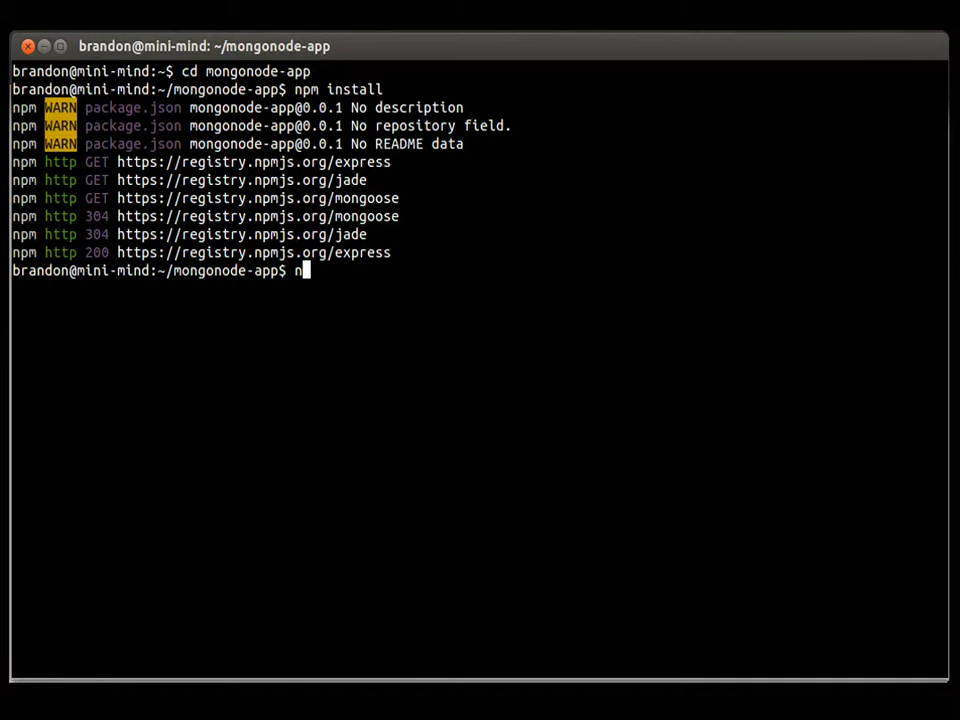 brandon@mini-mind: ~/mongonode-app
brandon@mini-mind:~$ cd mongonode-app
brandon@mini-mind:~/mongonode-app$ npm install
npm WARN package.json mongonode-app@0.0.1 No description
npm WARN package.json mongonode-app@0.0.1 No repository field.
npm WARN package.json mongonode-app@0.0.1 No README data
npm http GET https://registry.npmjs.org/express
npm http GET https://registry.npmjs.org/jade
npm http GET https://registry.npmjs.org/mongoose
npm http 304 https://registry.npmjs.org/mongoose
npm http 304 https://registry.npmjs.org/jade
npm http 200 https://registry.npmjs.org/express
brandon@mini-mind:~/mongonode-app$ n